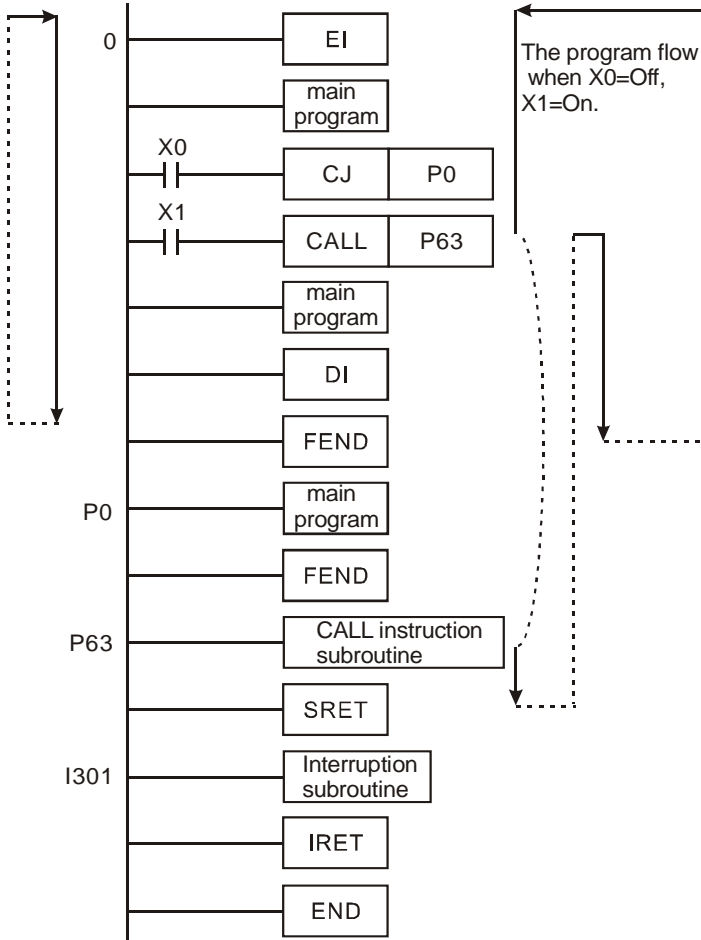 0 EI
The program flow
when X0=Off,
X1=On.
main
program
X0
CJ P0
X1
CALL P63
main
program
DI
FEND
P0
main
program
FEND
P63
CALL instruction
subroutine
SRET
I301
Interruption
subroutine
IRET
END